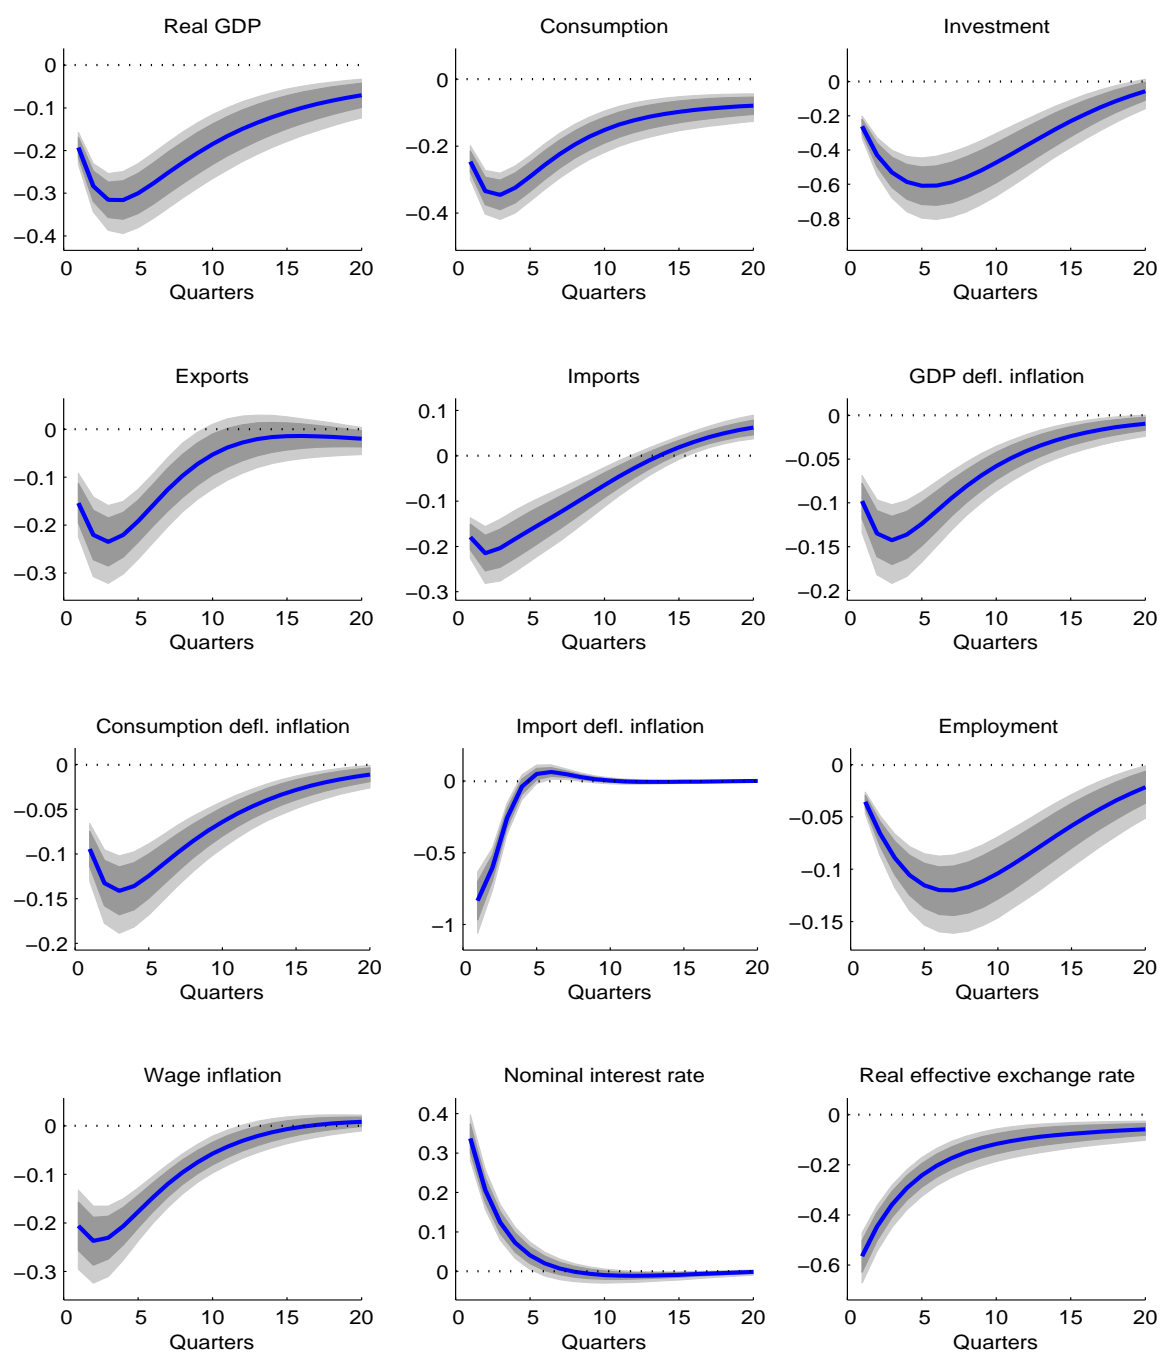 Real GDP
0
−0.1
−0.2
−0.3
−0.4
0 5 10 15 20
Quarters
Consumption
0
−0.2
−0.4
0 5 10 15 20
Quarters
Investment
0
−0.2
−0.4
−0.6
−0.8
0 5 10 15 20
Quarters
Exports
0
−0.1
−0.2
−0.3
0 5 10 15 20
Quarters
Imports
0.1
0
−0.1
−0.2
−0.3
0 5 10 15 20
Quarters
GDP defl. inflation
0
−0.05
−0.1
−0.15
−0.2
0 5 10 15 20
Quarters
Consumption defl. inflation
0
−0.05
−0.1
−0.15
−0.2
0 5 10 15 20
Quarters
Import defl. inflation
0
−0.5
−1
0 5 10 15 20
Quarters
Employment
0
−0.05
−0.1
−0.15
0 5 10 15 20
Quarters
Wage inflation
0
−0.1
−0.2
−0.3
0 5 10 15 20
Quarters
Nominal interest rate
0.4
0.3
0.2
0.1
0
0 5 10 15 20
Quarters
Real effective exchange rate
0
−0.2
−0.4
−0.6
0 5 10 15 20
Quarters